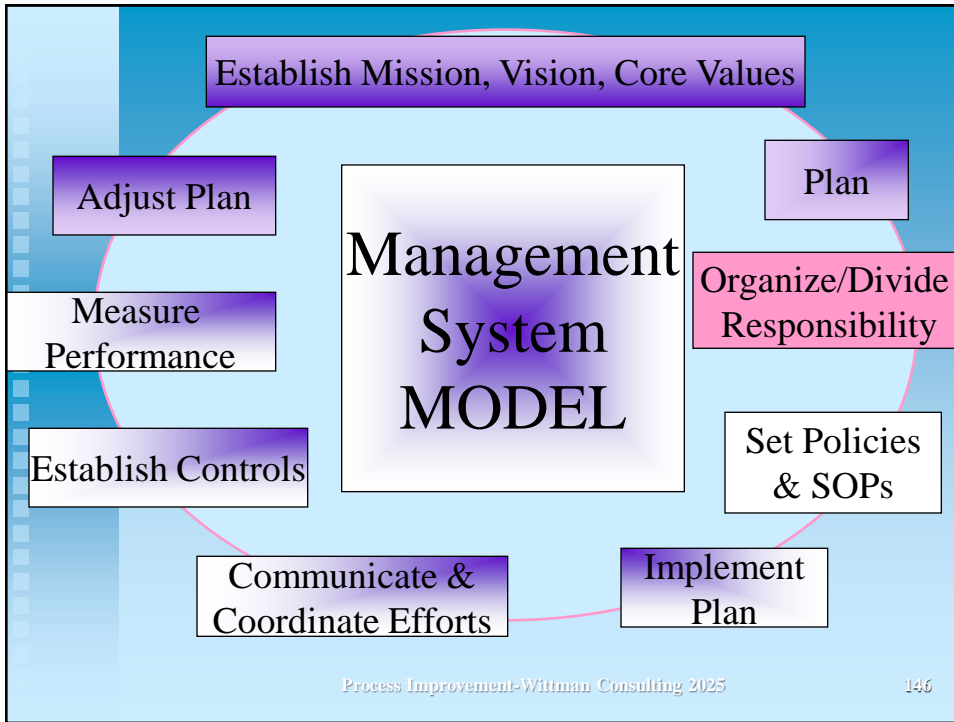 Establish Mission, Vision, Core Values
Plan
Organize/Divide
Responsibility
Set Policies
& SOPs
Implement
Plan
Communicate &
Coordinate Efforts
Establish Controls
Measure
Performance
Adjust Plan
Management
System
MODEL
Process Improvement-Wittman Consulting 2025
146